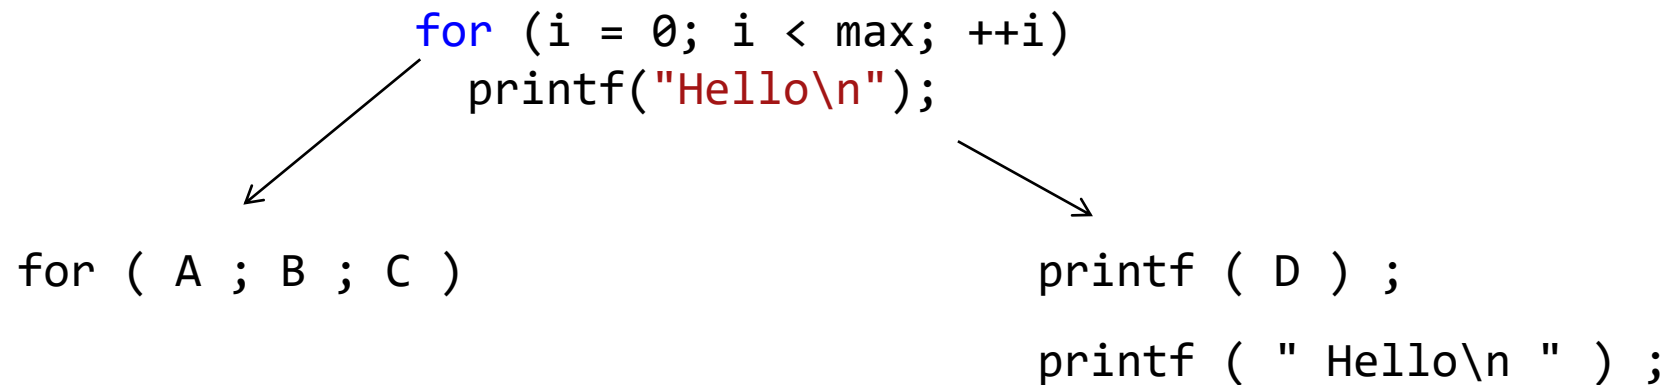 for (i = 0; i < max; ++i)
printf("Hello\n");
for ( A ; B ; C )
printf ( D ) ;
printf ( " Hello\n " ) ;